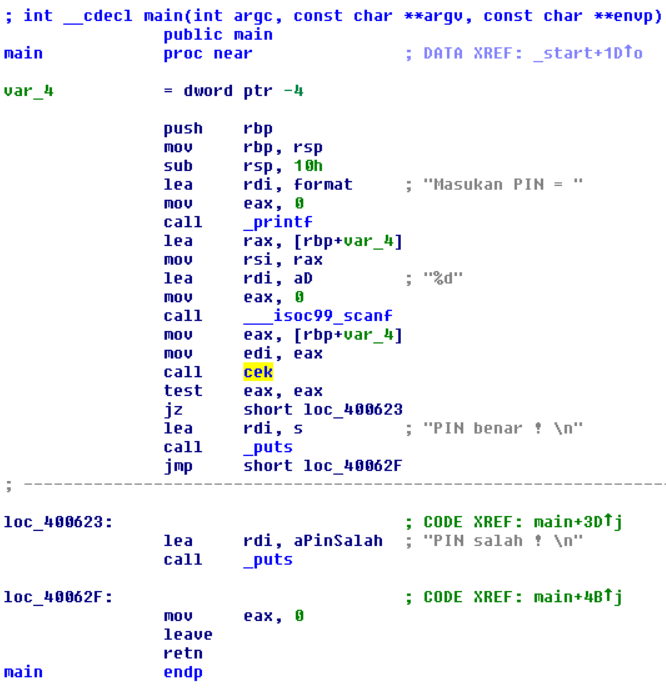 ; int __cdecl main(int argc, const char **argv, const char **envp)
public main
main proc near ; DATA XREF: _start+1D↑o
var_4 = dword ptr -4
push rbp
mov rbp, rsp
sub rsp, 10h
lea rdi, format ; "Masukan PIN = "
mov eax, 0
call _printf
lea rax, [rbp+var_4]
mov rsi, rax
lea rdi, aD ; "%d"
mov eax, 0
call ___isoc99_scanf
mov eax, [rbp+var_4]
mov edi, eax
call cek
test eax, eax
jz short loc_400623
lea rdi, s ; "PIN benar ! \n"
call _puts
jmp short loc_40062F
; ---------------------------------------------------------------------------
loc_400623: ; CODE XREF: main+3D↑j
lea rdi, aPinSalah ; "PIN salah ! \n"
call _puts
loc_40062F: ; CODE XREF: main+4B↑j
mov eax, 0
leave
retn
main endp